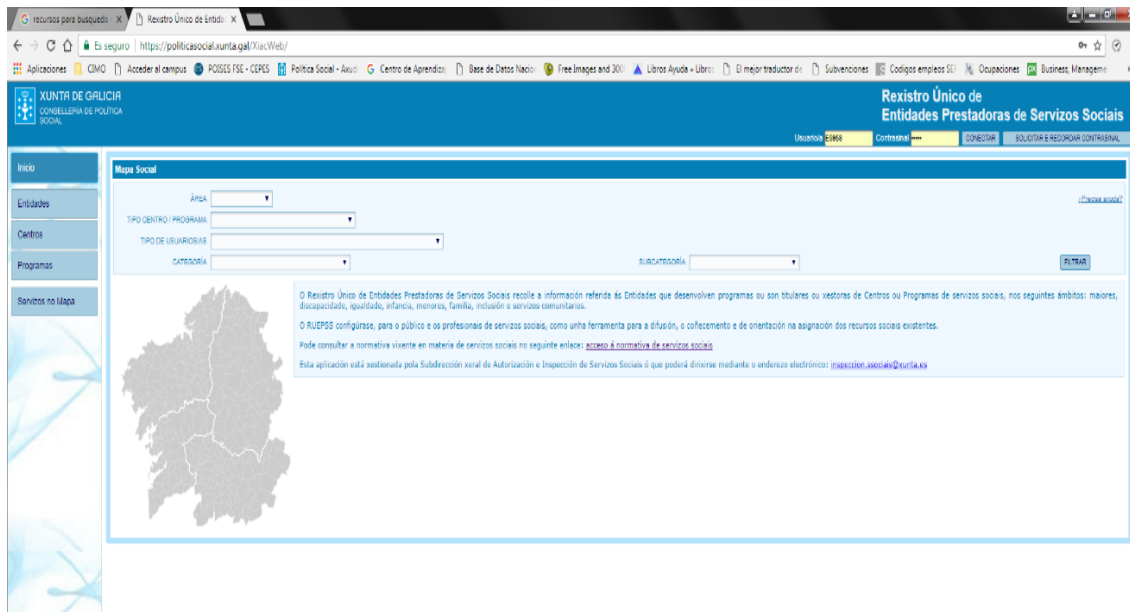 recursos para busqueda
Rexistro Único de Entida
Es seguro | https://politicasocial.xunta.gal/XiacWeb/
Aplicaciones CIMO Acceder al campus POISES FSE - CEPES Política Social - Axud Centro de Aprendiza Base de Datos Nacio Free Images and 300 Libros Ayuda » Libro El mejor traductor de Subvenciones Codigos empleos SE Ocupaciones Business, Manageme
XUNTA DE GALICIA
CONSELLERÍA DE POLÍTICA
SOCIAL
Rexistro Único de
Entidades Prestadoras de Servizos Sociais
Usuario/a E5958 Contrasinal CONECTAR SOLICITAR E RECORDAR CONTRASINAL
Inicio
Entidades
Centros
Programas
Servizos no Mapa
Mapa Social
ÁREA
¿Precisa axuda?
TIPO CENTRO / PROGRAMA
TIPO DE USUARIOS/AS
CATEGORÍA SUBCATEGORÍA FILTRAR
O Rexistro Único de Entidades Prestadoras de Servizos Sociais recolle a información referida ás Entidades que desenvolven programas ou son titulares ou xestoras de Centros ou Programas de servizos sociais, nos seguintes ámbitos: maiores,
discapacidade, igualdade, infancia, menores, familia, inclusión e servizos comunitarios.
O RUEPSS configúrase, para o público e os profesionais de servizos sociais, como unha ferramenta para a difusión, o coñecemento e de orientación na asignación dos recursos sociais existentes.
Pode consultar a normativa vixente en materia de servizos sociais no seguinte enlace: acceso á normativa de servizos sociais
Esta aplicación está xestionada pola Subdirección xeral de Autorización e Inspección de Servizos Sociais ó que poderá dirixirse mediante o enderezo electrónico: inspeccion.ssociais@xunta.es